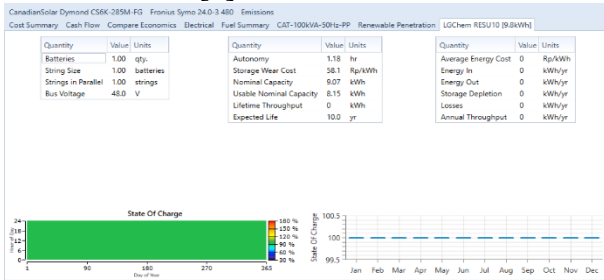 CanadianSolar Dymond CS6K-285M-FG Fronius Symo 24.0-3 480 Emissions
Cost Summary Cash Flow Compare Economics Electrical Fuel Summary CAT-100kVA-50Hz-PP Renewable Penetration LGChem RESU10 [9.8kWh]
Quantity Value Units
Batteries 1.00 qty.
String Size 1.00 batteries
Strings in Parallel 1.00 strings
Bus Voltage 48.0 V
Quantity Value Units
Autonomy 1.18 hr
Storage Wear Cost 58.1 Rp/kWh
Nominal Capacity 9.07 kWh
Usable Nominal Capacity 8.15 kWh
Lifetime Throughput 0 kWh
Expected Life 10.0 yr
Quantity Value Units
Average Energy Cost 0 Rp/kWh
Energy In 0 kWh/yr
Energy Out 0 kWh/yr
Storage Depletion 0 kWh/yr
Losses 0 kWh/yr
Annual Throughput 0 kWh/yr
State Of Charge
Hour of Day
24
18
12
6
0
1 90 180 270 365
Day of Year
180 %
150 %
120 %
90 %
60 %
30 %
State Of Charge
100.5
100
99.5
Jan Feb Mar Apr May Jun Jul Aug Sep Oct Nov Dec